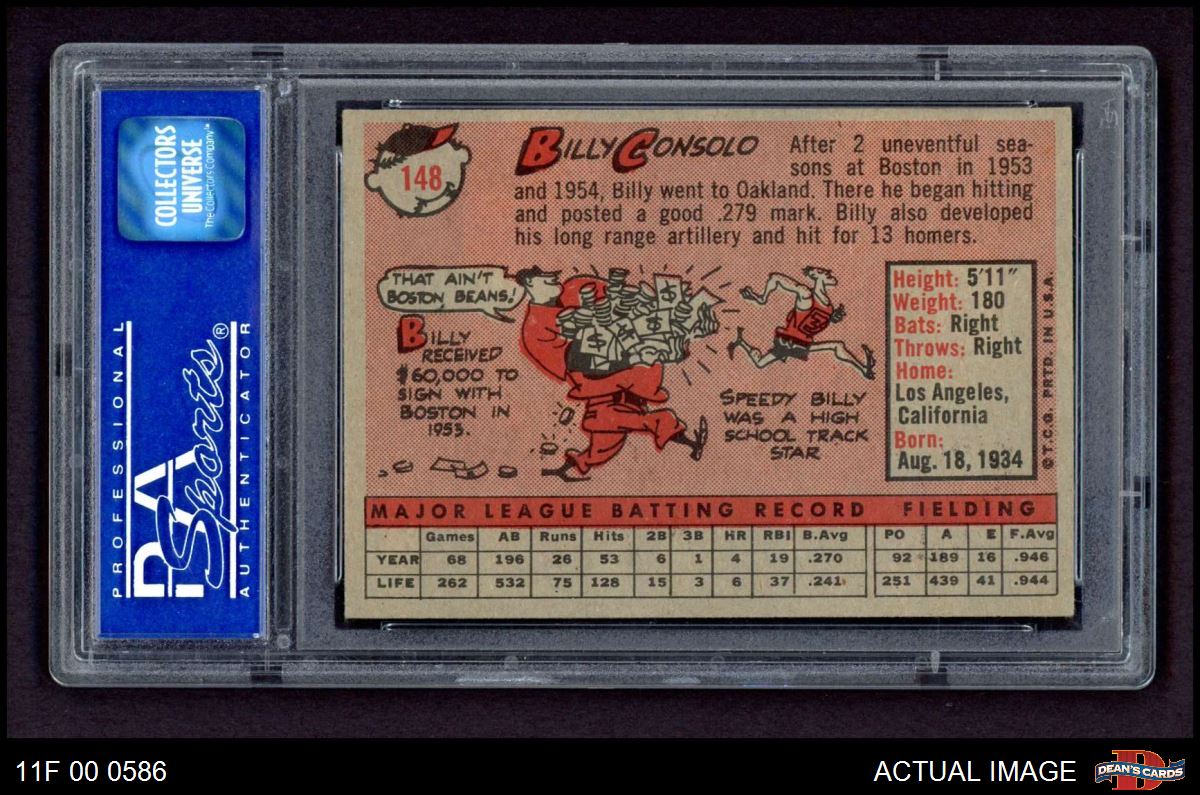 COLLECTORS
UNIVERSE
The Collectors Company™
PROFESSIONAL
PSA
Sports®
AUTHENTICATOR
148
BILLY CONSOLO
After 2 uneventful sea-
sons at Boston in 1953
and 1954, Billy went to Oakland. There he began hitting
and posted a good .279 mark. Billy also developed
his long range artillery and hit for 13 homers.
THAT AIN'T
BOSTON BEANS!
BILLY
RECEIVED
$60,000 TO
SIGN WITH
BOSTON IN
1953.
SPEEDY BILLY
WAS A HIGH
SCHOOL TRACK
STAR
Height: 5'11"
Weight: 180
Bats: Right
Throws: Right
Home:
Los Angeles,
California
Born:
Aug. 18, 1934
© T.C.G. PRTD. IN U.S.A.
MAJOR LEAGUE BATTING RECORD FIELDING
Games AB Runs Hits 2B 3B HR RBI B.Avg PO A E F.Avg
YEAR 68 196 26 53 6 1 4 19 .270 92 189 16 .946
LIFE 262 532 75 128 15 3 6 37 .241 251 439 41 .944
11F 00 0586
ACTUAL IMAGE
D
DEAN'S CARDS